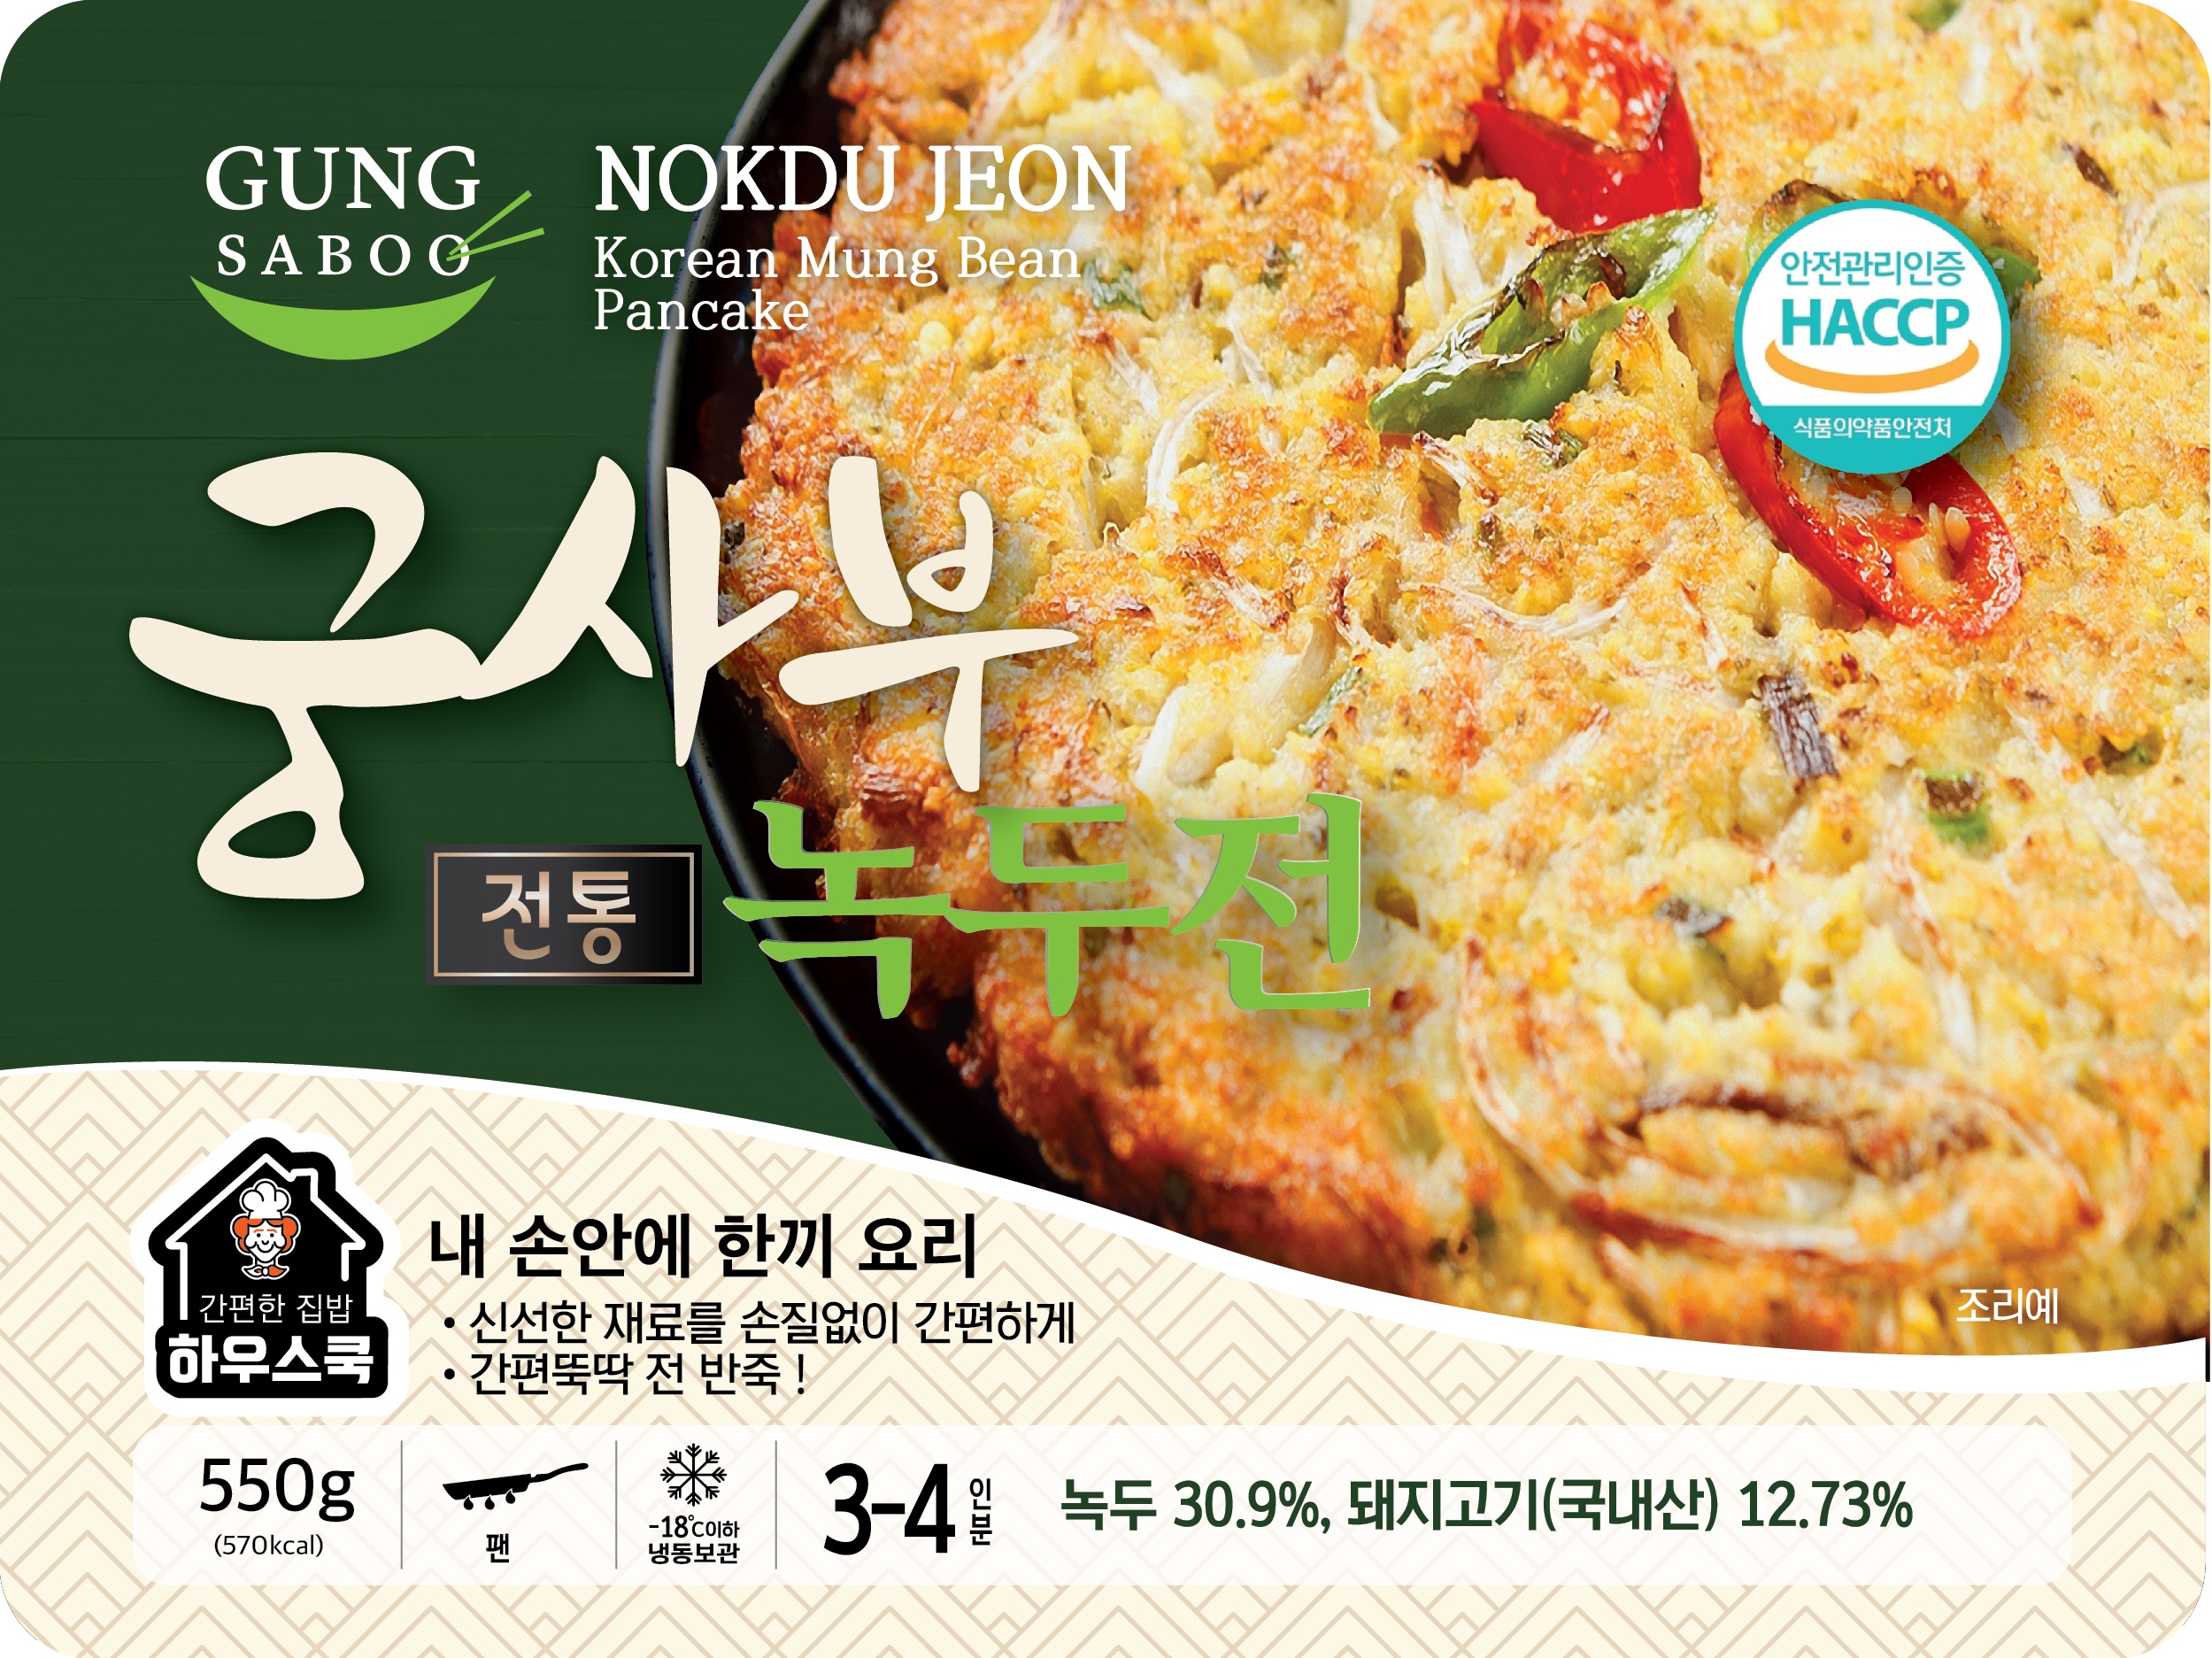 GUNG
SABOO
NOKDU JEON
Korean Mung Bean
Pancake
안전관리인증
HACCP
식품의약품안전처
궁사부
전통
녹두전
간편한 집밥
하우스쿡
내 손안에 한끼 요리
• 신선한 재료를 손질없이 간편하게
• 간편뚝딱 전 반죽 !
조리예
550g
(570kcal)
팬
-18℃이하
냉동보관
3-4 인분
녹두 30.9%, 돼지고기(국내산) 12.73%